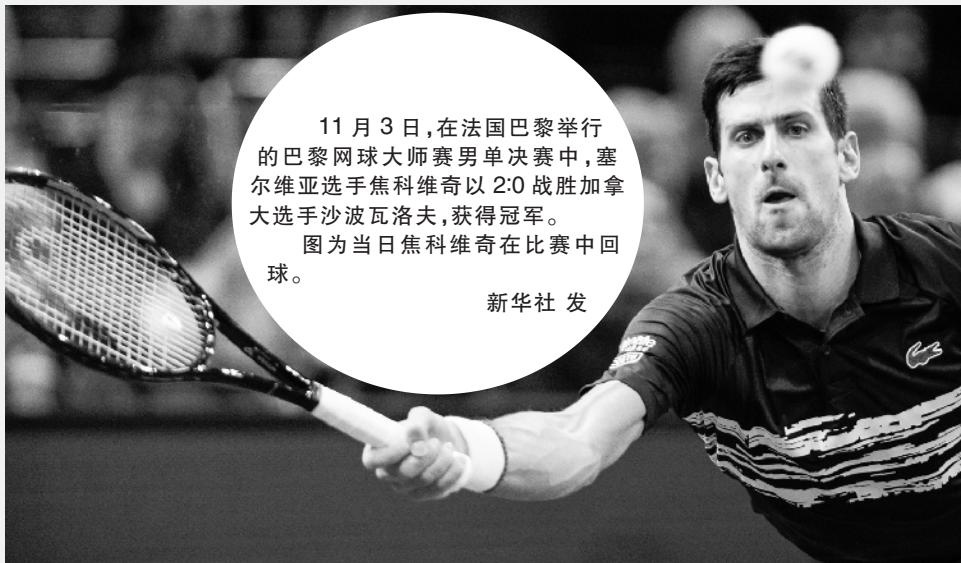 11 月 3 日,在法国巴黎举行
的巴黎网球大师赛男单决赛中,塞
尔维亚选手焦科维奇以 2:0 战胜加拿
大选手沙波瓦洛夫,获得冠军。
图为当日焦科维奇在比赛中回
球。
新华社 发